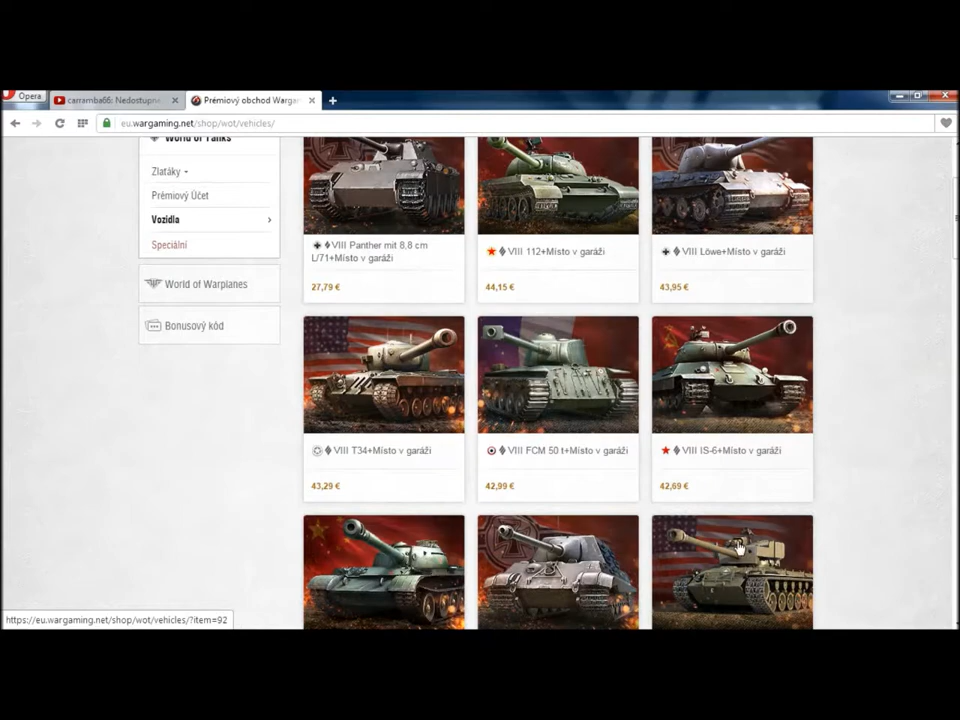 Opera
carramba66: Nedostupné
Prémiový obchod Wargam
eu.wargaming.net/shop/wot/vehicles/
World of Tanks
Zlaťáky
Prémiový Účet
Vozidla
Speciální
World of Warplanes
Bonusový kód
VIII Panther mit 8,8 cm
L/71+Místo v garáži
27,79 €
VIII 112+Místo v garáži
44,15 €
VIII Löwe+Místo v garáži
43,95 €
VIII T34+Místo v garáži
43,29 €
VIII FCM 50 t+Místo v garáži
42,99 €
VIII IS-6+Místo v garáži
42,69 €
https://eu.wargaming.net/shop/wot/vehicles/?item=92